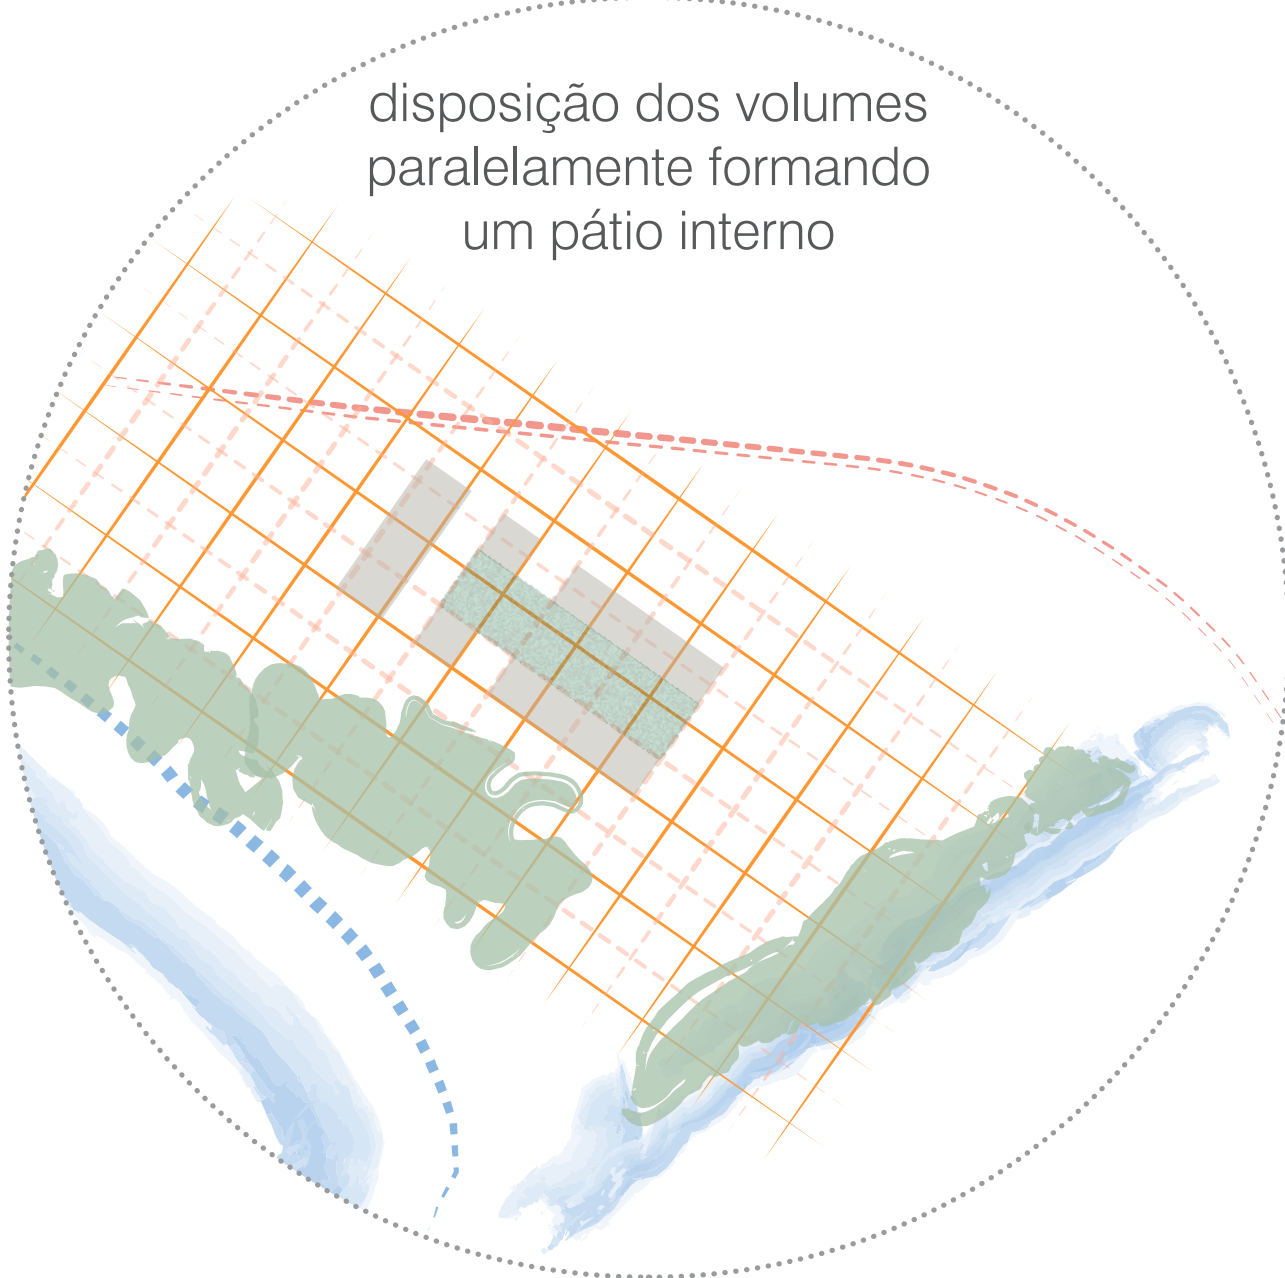 disposição dos volumes
paralelamente formando
um pátio interno